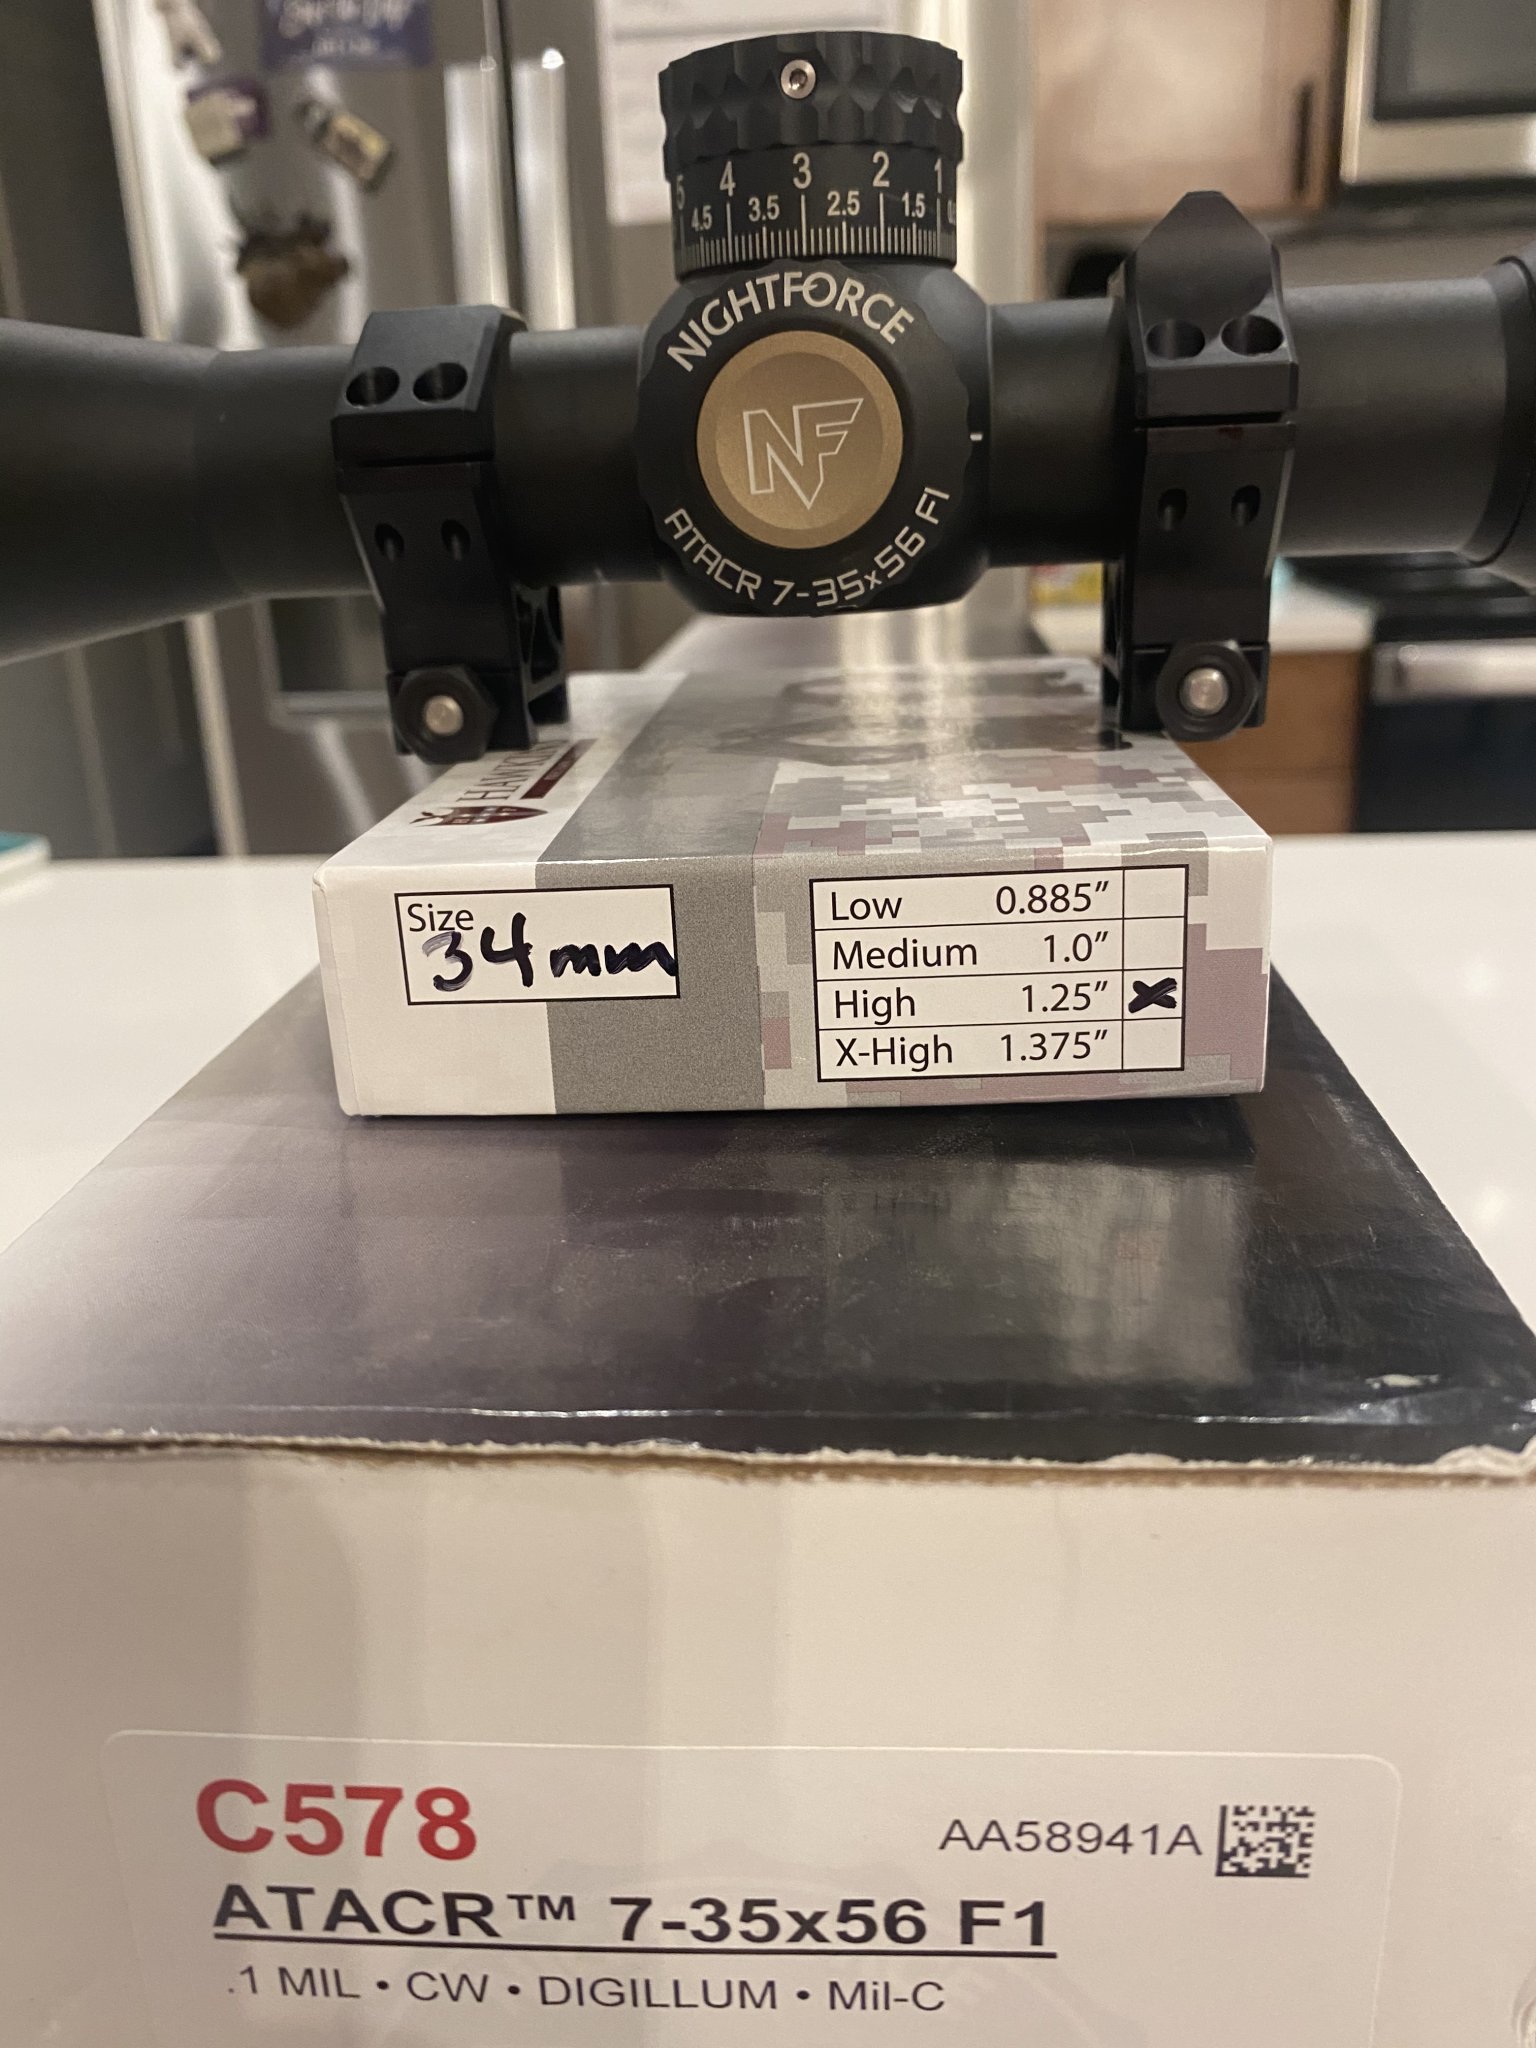 5 4 3 2 1
4.5 3.5 2.5 1.5
NIGHTFORCE
NF
ATACR 7-35x56 F1
Size
34mm
Low 0.885”
Medium 1.0”
High 1.25” X
X-High 1.375”
C578
AA58941A
ATACR™ 7-35x56 F1
.1 MIL • CW • DIGILLUM • Mil-C